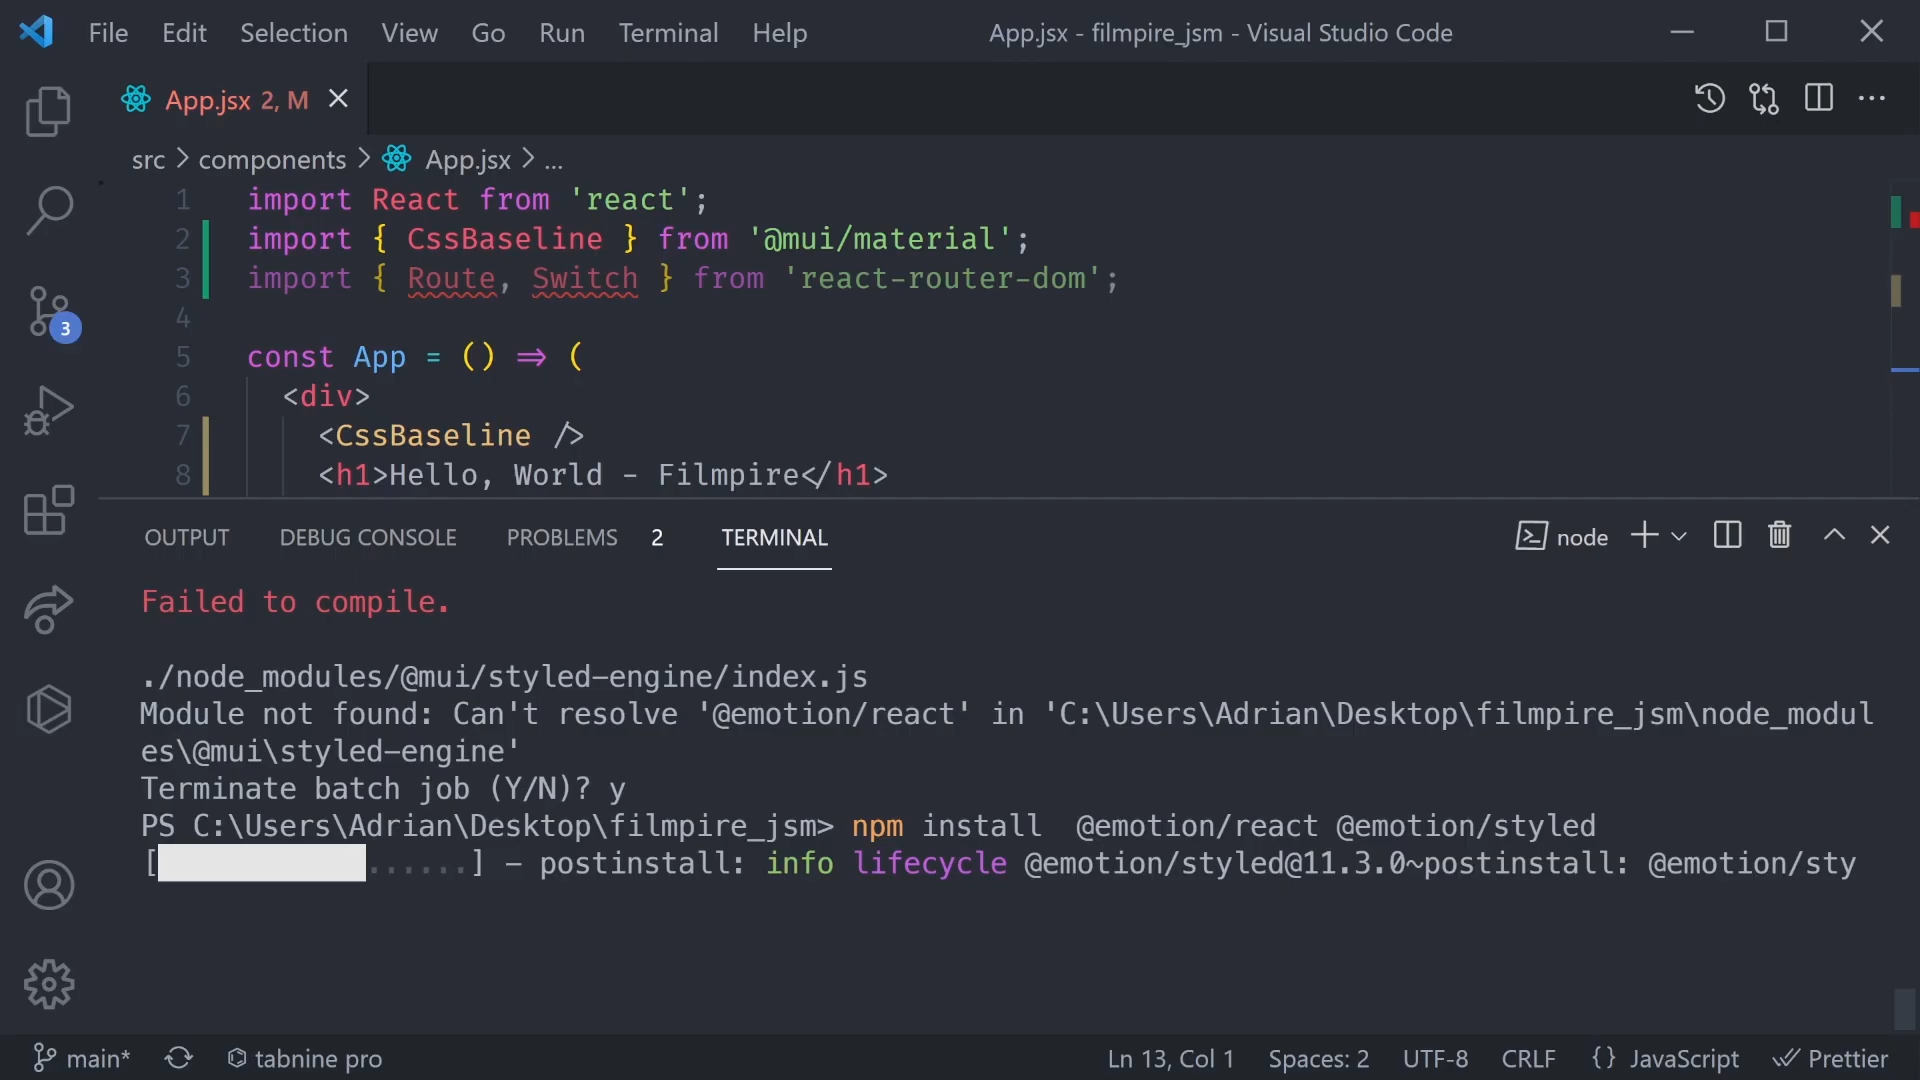 File Edit Selection View Go Run Terminal Help App.jsx - filmpire_jsm - Visual Studio Code
App.jsx 2, M
src > components > App.jsx > ...
1 import React from 'react';
2 import { CssBaseline } from '@mui/material';
3 import { Route, Switch } from 'react-router-dom';
4
5 const App = () => (
6 <div>
7 <CssBaseline />
8 <h1>Hello, World - Filmpire</h1>
3
OUTPUT DEBUG CONSOLE PROBLEMS 2 TERMINAL node
Failed to compile.
./node_modules/@mui/styled-engine/index.js
Module not found: Can't resolve '@emotion/react' in 'C:\Users\Adrian\Desktop\filmpire_jsm\node_modul
es\@mui\styled-engine'
Terminate batch job (Y/N)? y
PS C:\Users\Adrian\Desktop\filmpire_jsm> npm install  @emotion/react @emotion/styled
[ ......] - postinstall: info lifecycle @emotion/styled@11.3.0~postinstall: @emotion/sty
main* tabnine pro Ln 13, Col 1 Spaces: 2 UTF-8 CRLF {} JavaScript Prettier